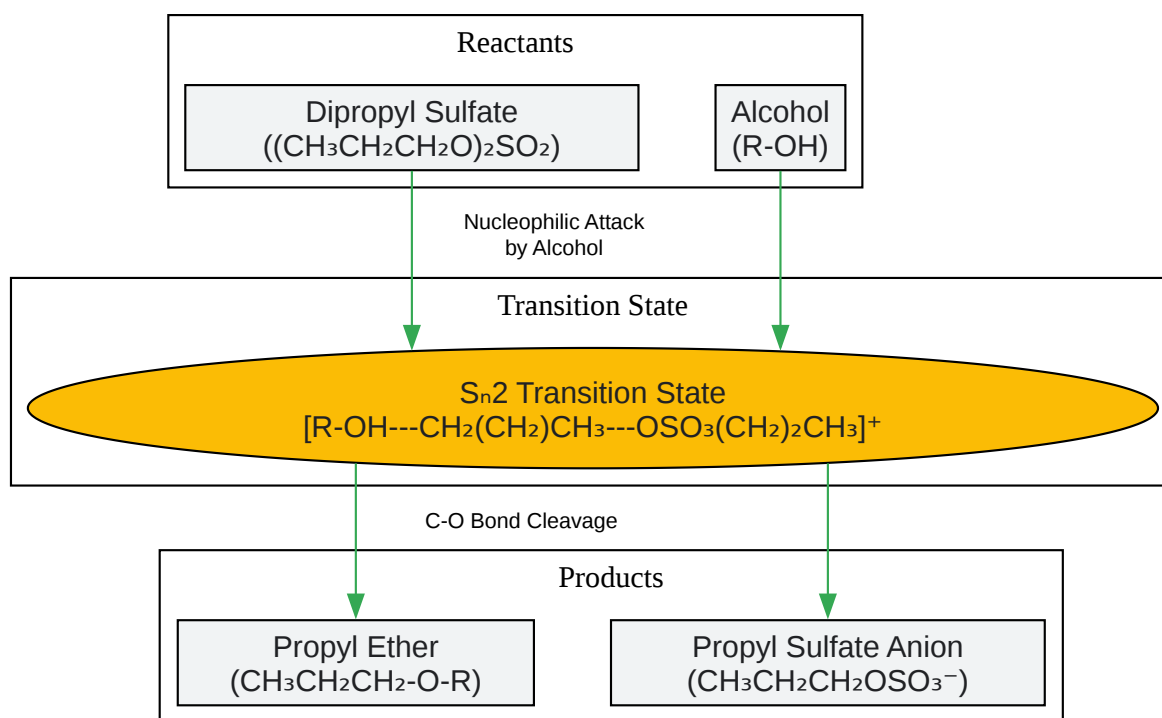 Reactants
Dipropyl Sulfate
((CH₃CH₂CH₂O)₂SO₂)
Alcohol
(R-OH)
Nucleophilic Attack
by Alcohol
Transition State
Sₙ2 Transition State
[R-OH---CH₂(CH₂)CH₃---OSO₃(CH₂)₂CH₃]⁺
C-O Bond Cleavage
Products
Propyl Ether
(CH₃CH₂CH₂-O-R)
Propyl Sulfate Anion
(CH₃CH₂CH₂OSO₃⁻)